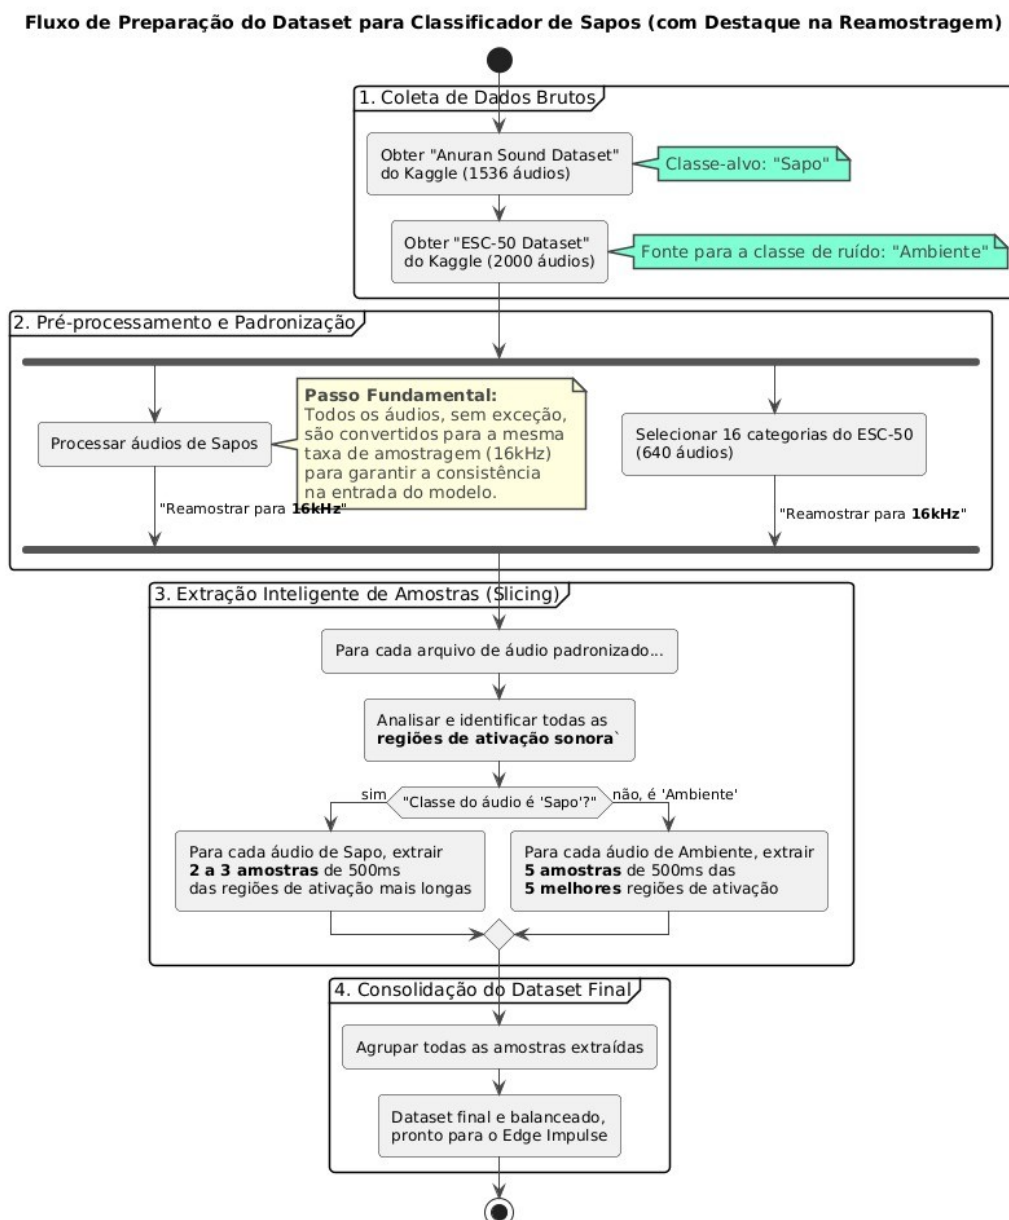 Fluxo de Preparação do Dataset para Classificador de Sapos (com Destaque na Reamostragem)
1. Coleta de Dados Brutos
Obter "Anuran Sound Dataset"
do Kaggle (1536 áudios)
Classe-alvo: "Sapo"
Obter "ESC-50 Dataset"
do Kaggle (2000 áudios)
Fonte para a classe de ruído: "Ambiente"
2. Pré-processamento e Padronização
Processar áudios de Sapos
Passo Fundamental:
Todos os áudios, sem exceção,
são convertidos para a mesma
taxa de amostragem (16kHz)
para garantir a consistência
na entrada do modelo.
Selecionar 16 categorias do ESC-50
(640 áudios)
"Reamostrar para 16kHz"
"Reamostrar para 16kHz"
3. Extração Inteligente de Amostras (Slicing)
Para cada arquivo de áudio padronizado...
Analisar e identificar todas as
regiões de ativação sonora`
"Classe do áudio é 'Sapo'?"
sim
não, é 'Ambiente'
Para cada áudio de Sapo, extrair
2 a 3 amostras de 500ms
das regiões de ativação mais longas
Para cada áudio de Ambiente, extrair
5 amostras de 500ms das
5 melhores regiões de ativação
4. Consolidação do Dataset Final
Agrupar todas as amostras extraídas
Dataset final e balanceado,
pronto para o Edge Impulse